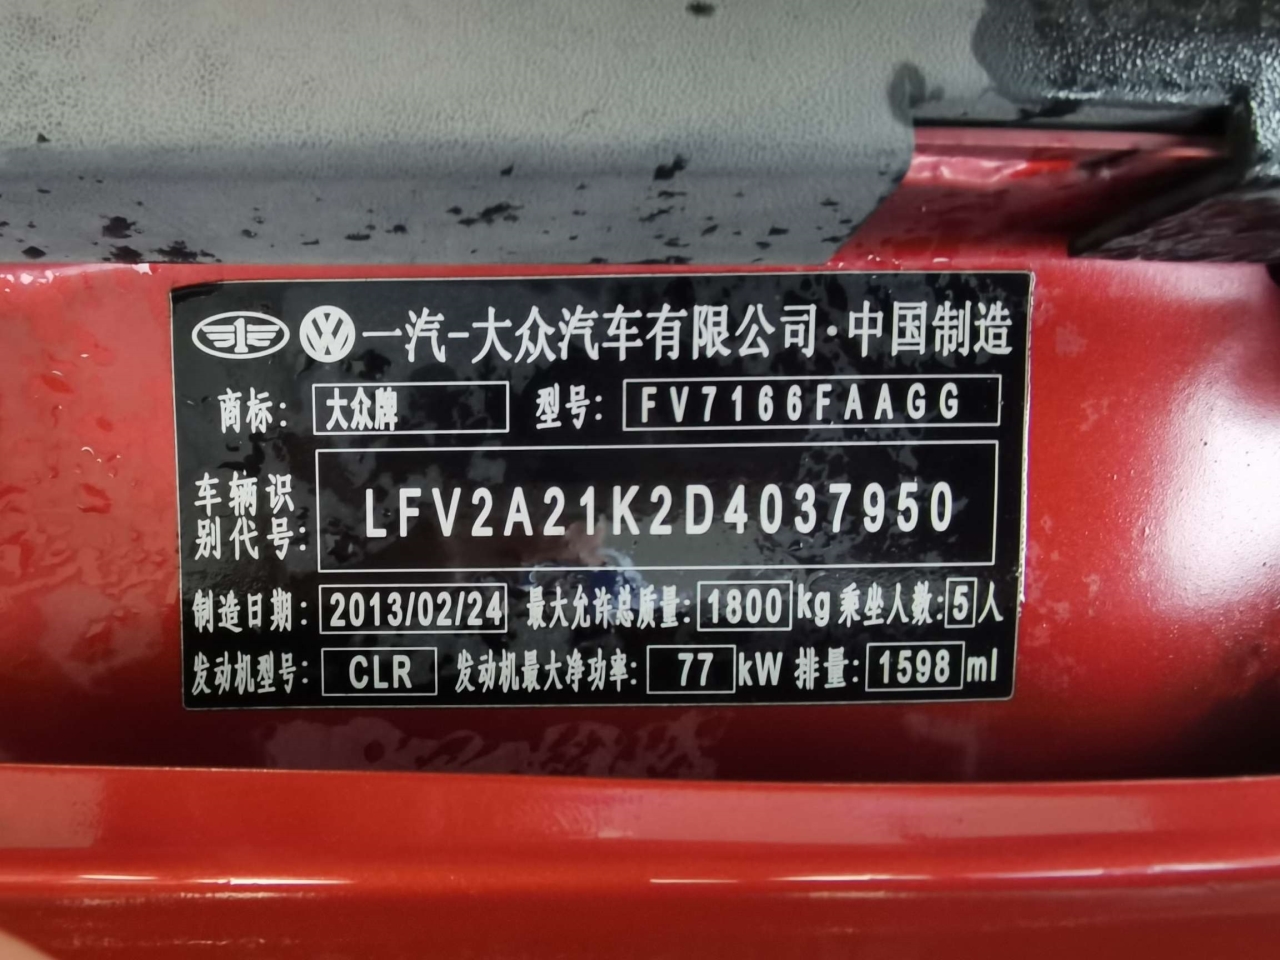 一汽-大众汽车有限公司·中国制造
商标: 大众牌 型号: FV7166FAAGG
车辆识别代号: LFV2A21K2D4037950
制造日期: 2013/02/24 最大允许总质量: 1800 kg 乘坐人数: 5 人
发动机型号: CLR 发动机最大净功率: 77 kW 排量: 1598 ml